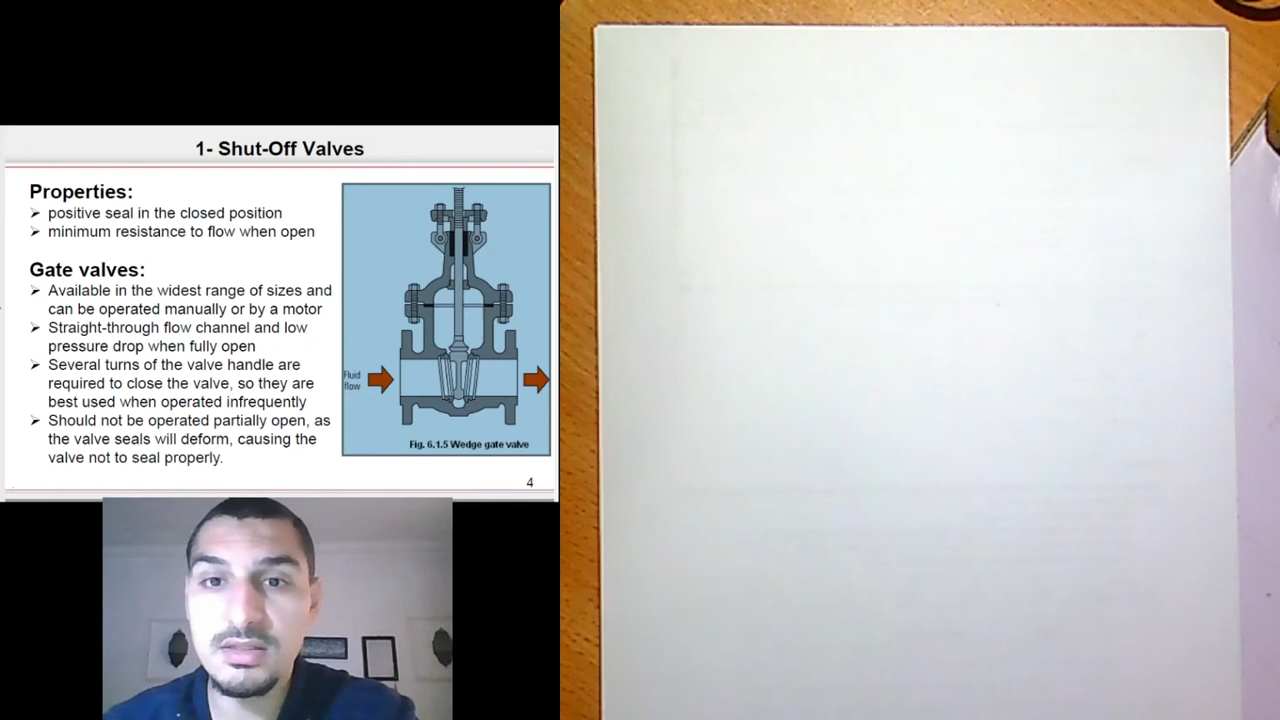 1- Shut-Off Valves
Properties:
➢ positive seal in the closed position
➢ minimum resistance to flow when open
Gate valves:
➢ Available in the widest range of sizes and
can be operated manually or by a motor
➢ Straight-through flow channel and low
pressure drop when fully open
➢ Several turns of the valve handle are
required to close the valve, so they are
best used when operated infrequently
➢ Should not be operated partially open, as
the valve seals will deform, causing the
valve not to seal properly.
Fluid
flow
Fig. 6.1.5 Wedge gate valve
4